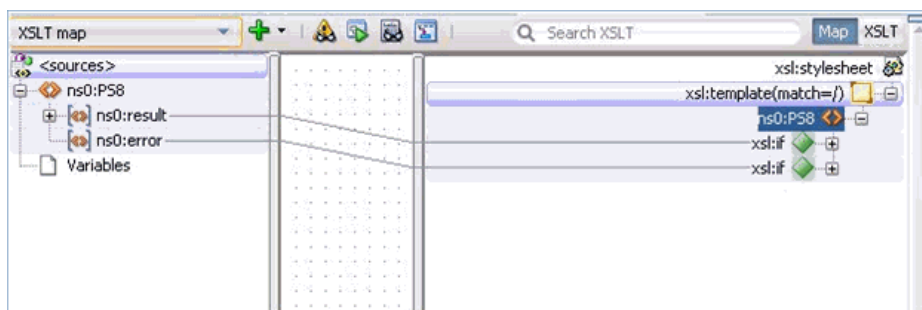 XSLT map
Search XSLT
Map XSLT
<sources>
ns0:PS8
ns0:result
ns0:error
Variables
xsl:stylesheet
xsl:template(match=/)
ns0:PS8
xsl:if
xsl:if